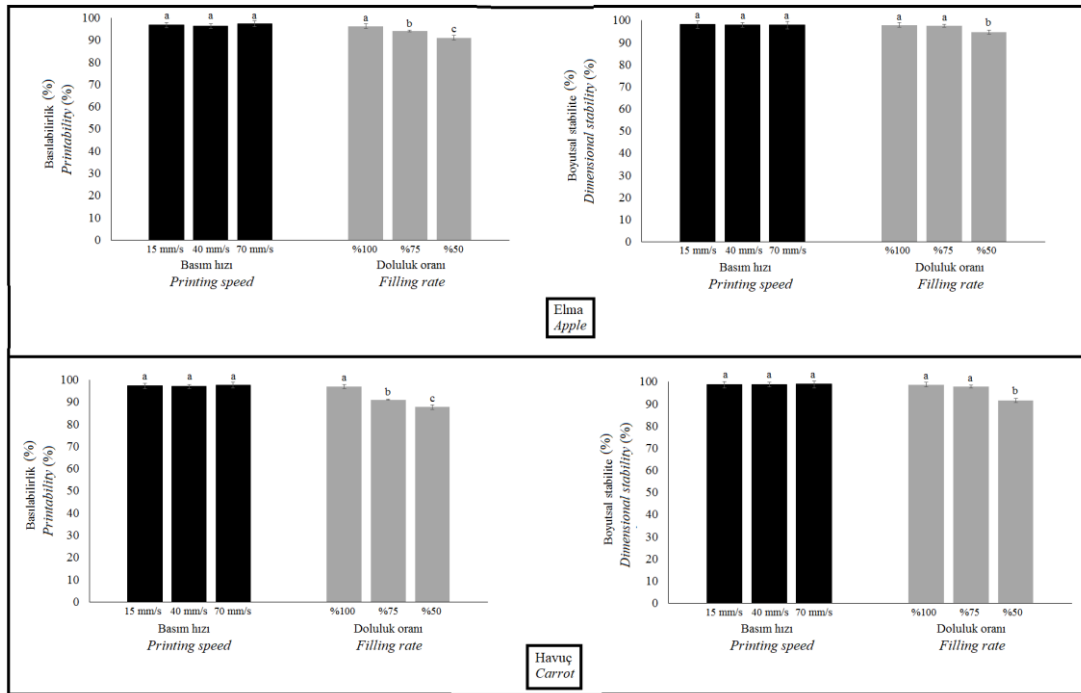 Basılabilirlik (%)
Printability (%)
100
90
80
70
60
50
40
30
20
10
0
a a a a b c
15 mm/s 40 mm/s 70 mm/s %100 %75 %50
Basım hızı Doluluk oranı
Printing speed Filling rate
Boyutsal stabilite (%)
Dimensional stability (%)
100
90
80
70
60
50
40
30
20
10
0
a a a a a b
15 mm/s 40 mm/s 70 mm/s %100 %75 %50
Basım hızı Doluluk oranı
Printing speed Filling rate
Elma
Apple
Basılabilirlik (%)
Printability (%)
100
90
80
70
60
50
40
30
20
10
0
a a a a b c
15 mm/s 40 mm/s 70 mm/s %100 %75 %50
Basım hızı Doluluk oranı
Printing speed Filling rate
Boyutsal stabilite (%)
Dimensional stability (%)
100
90
80
70
60
50
40
30
20
10
0
a a a a a b
15 mm/s 40 mm/s 70 mm/s %100 %75 %50
Basım hızı Doluluk oranı
Printing speed Filling rate
Havuç
Carrot